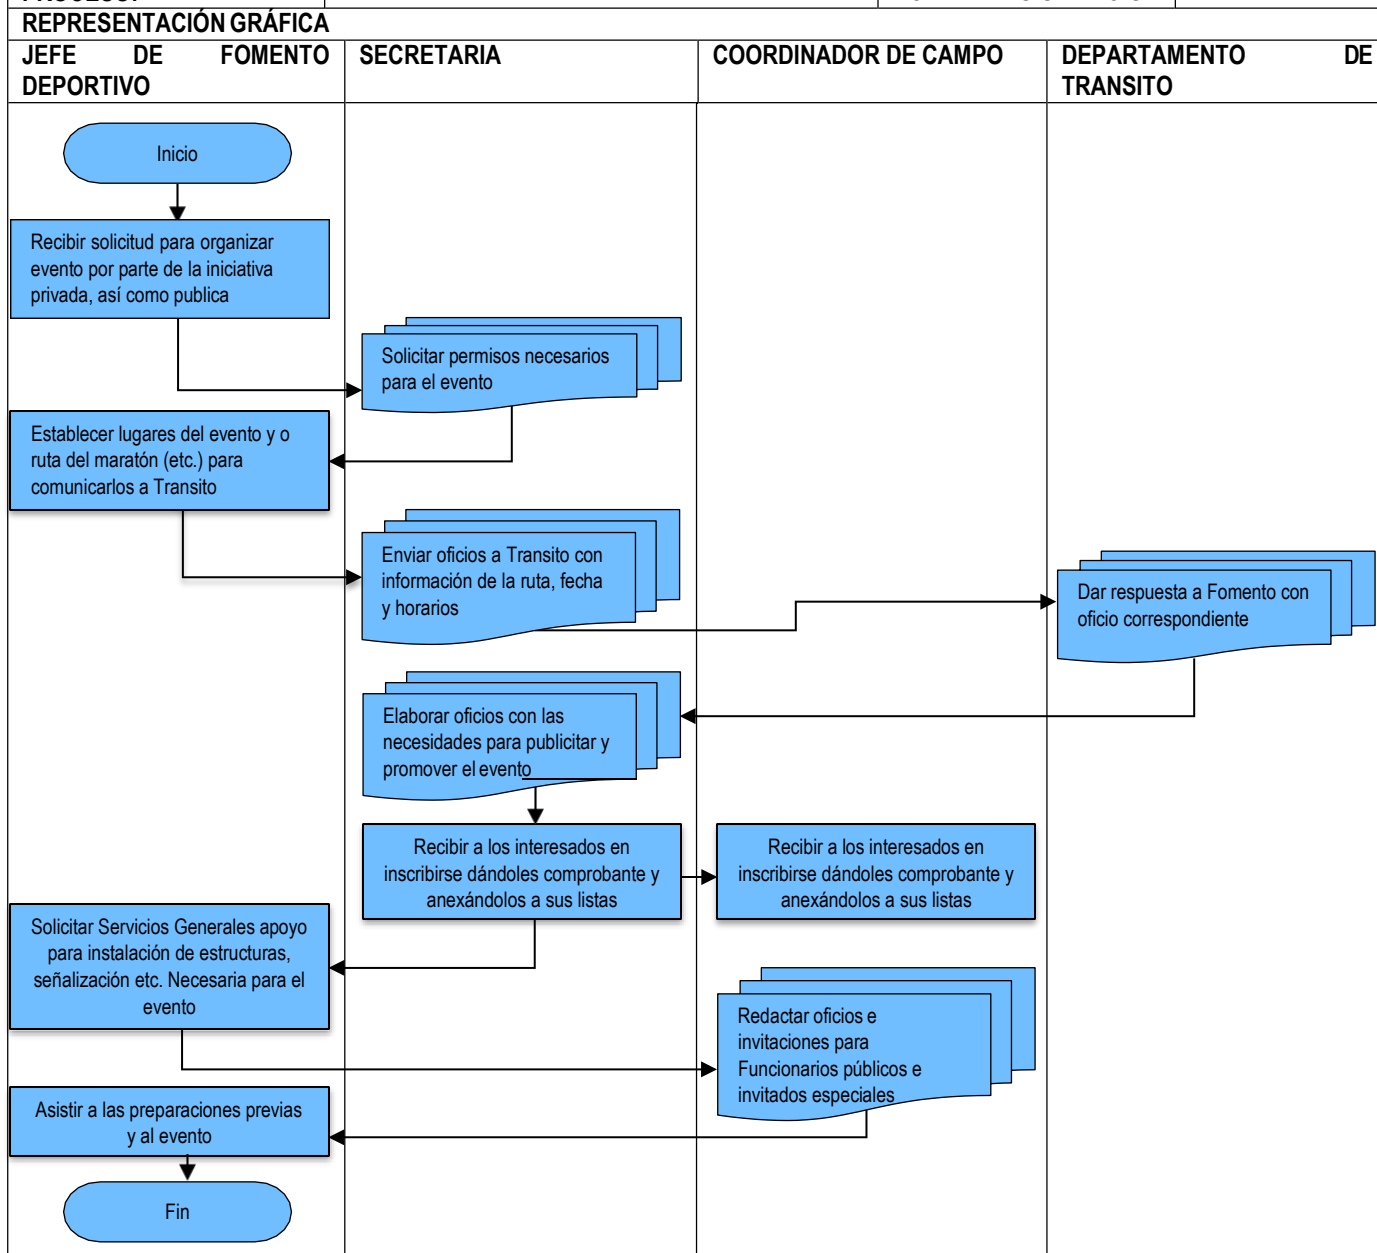 REPRESENTACIÓN GRÁFICA
JEFE DE FOMENTO
DEPORTIVO
SECRETARIA
COORDINADOR DE CAMPO
DEPARTAMENTO DE
TRANSITO
Inicio
Recibir solicitud para organizar
evento por parte de la iniciativa
privada, así como publica
Solicitar permisos necesarios
para el evento
Establecer lugares del evento y o
ruta del maratón (etc.) para
comunicarlos a Transito
Enviar oficios a Transito con
información de la ruta, fecha
y horarios
Dar respuesta a Fomento con
oficio correspondiente
Elaborar oficios con las
necesidades para publicitar y
promover el evento
Recibir a los interesados en
inscribirse dándoles comprobante y
anexándolos a sus listas
Recibir a los interesados en
inscribirse dándoles comprobante y
anexándolos a sus listas
Solicitar Servicios Generales apoyo
para instalación de estructuras,
señalización etc. Necesaria para el
evento
Redactar oficios e
invitaciones para
Funcionarios públicos e
invitados especiales
Asistir a las preparaciones previas
y al evento
Fin